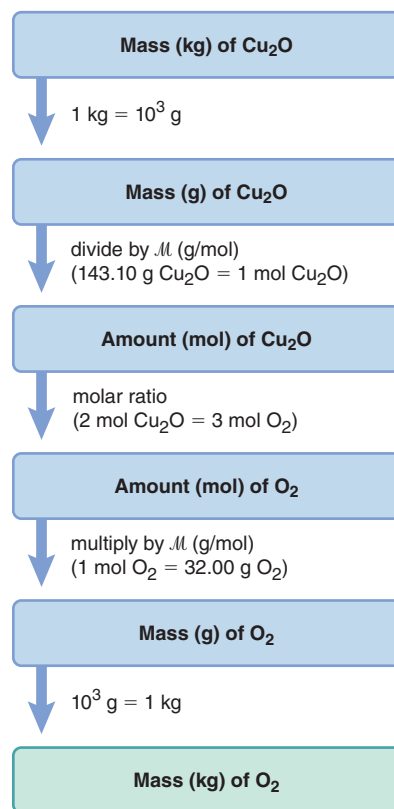 Mass (kg) of Cu₂O
1 kg = 10³ g
Mass (g) of Cu₂O
divide by ℳ (g/mol)
(143.10 g Cu₂O = 1 mol Cu₂O)
Amount (mol) of Cu₂O
molar ratio
(2 mol Cu₂O = 3 mol O₂)
Amount (mol) of O₂
multiply by ℳ (g/mol)
(1 mol O₂ = 32.00 g O₂)
Mass (g) of O₂
10³ g = 1 kg
Mass (kg) of O₂